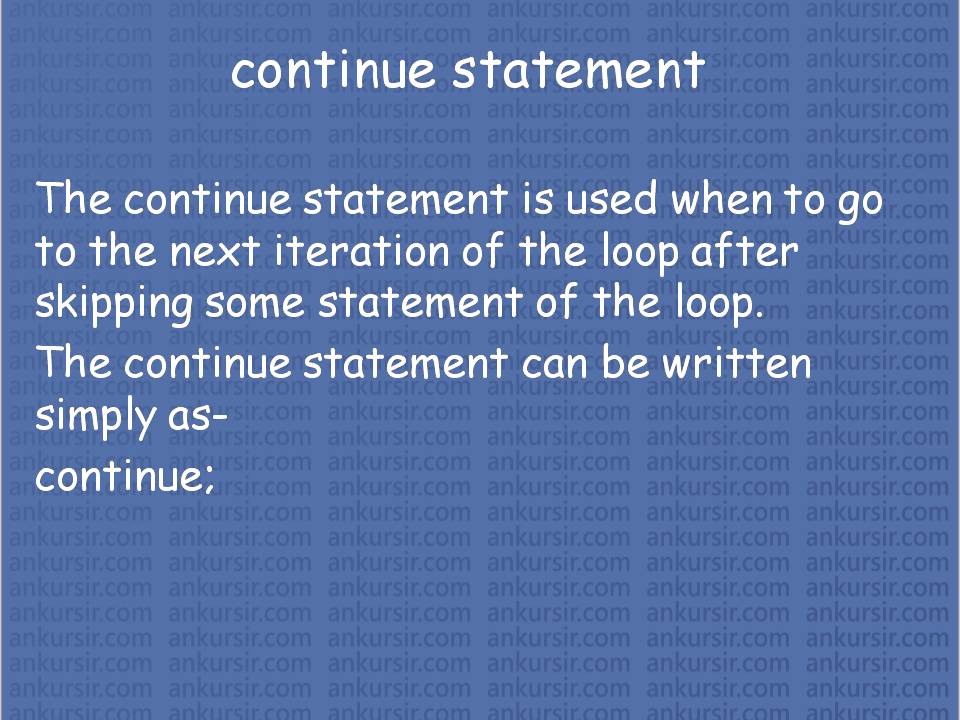 continue statement
The continue statement is used when to go
to the next iteration of the loop after
skipping some statement of the loop.
The continue statement can be written
simply as-
continue;
ankursir.com